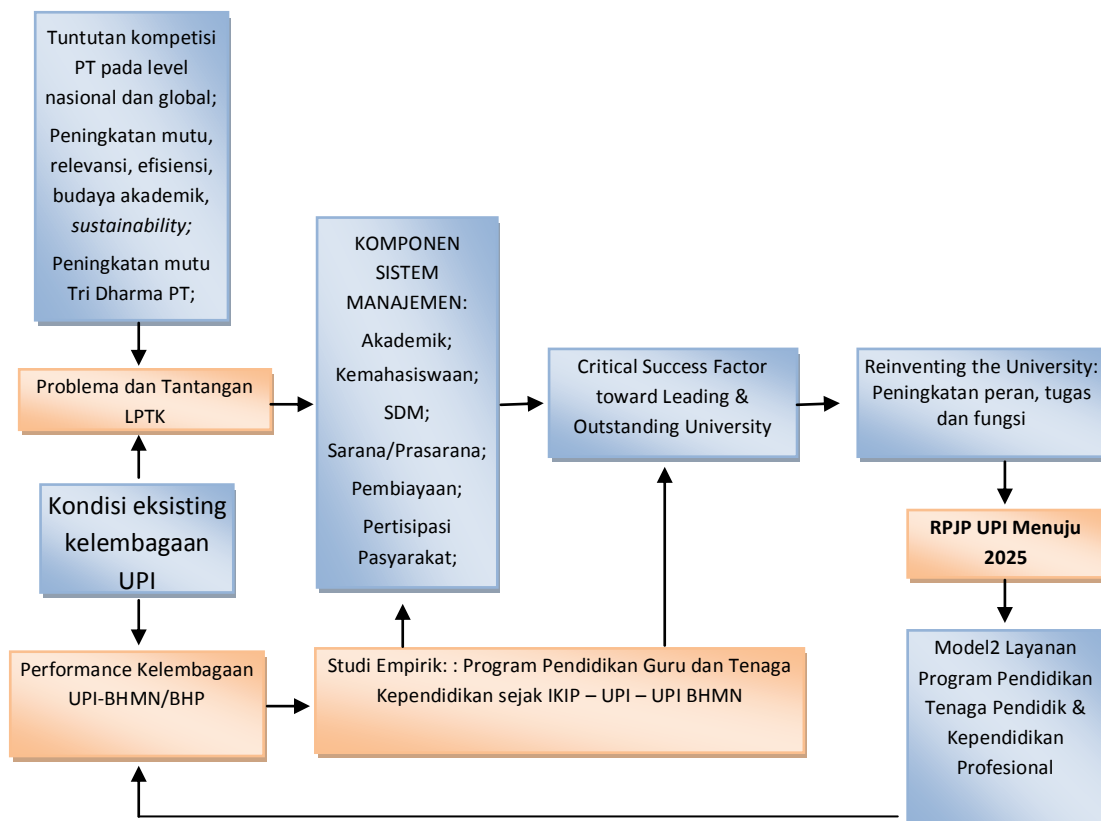 Tuntutan kompetisi
PT pada level
nasional dan global;
Peningkatan mutu,
relevansi, efisiensi,
budaya akademik,
sustainability;
Peningkatan mutu
Tri Dharma PT;
Problema dan Tantangan
LPTK
Kondisi eksisting
kelembagaan
UPI
Performance Kelembagaan
UPI-BHMN/BHP
KOMPONEN
SISTEM
MANAJEMEN:
Akademik;
Kemahasiswaan;
SDM;
Sarana/Prasarana;
Pembiayaan;
Pertisipasi
Pasyarakat;
Studi Empirik: : Program Pendidikan Guru dan Tenaga
Kependidikan sejak IKIP – UPI – UPI BHMN
Critical Success Factor
toward Leading &
Outstanding University
Reinventing the University:
Peningkatan peran, tugas
dan fungsi
RPJP UPI Menuju
2025
Model2 Layanan
Program Pendidikan
Tenaga Pendidik &
Kependidikan
Profesional